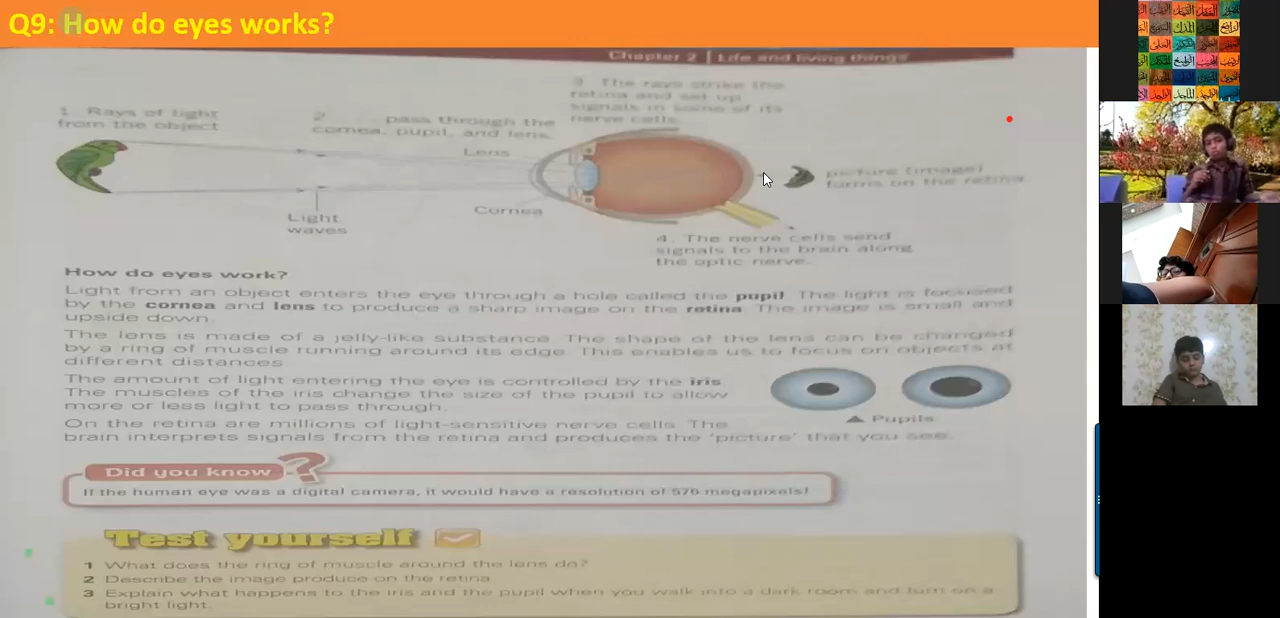 Q9: How do eyes works?
Chapter 2 | Life and living things
1 Rays of light
from the object
2 pass through the
cornea, pupil, and lens.
3 The rays strike the
retina and set up
signals in some of its
nerve cells.
Lens
Cornea
Light
waves
picture (image)
forms on the retina
4. The nerve cells send
signals to the brain along
the optic nerve.
How do eyes work?
Light from an object enters the eye through a hole called the pupil. The light is focused
by the cornea and lens to produce a sharp image on the retina. The image is small and
upside down.
The lens is made of a jelly-like substance. The shape of the lens can be changed
by a ring of muscle running around its edge. This enables us to focus on objects at
different distances.
The amount of light entering the eye is controlled by the iris.
The muscles of the iris change the size of the pupil to allow
more or less light to pass through.
▲ Pupils
On the retina are millions of light-sensitive nerve cells. The
brain interprets signals from the retina and produces the 'picture' that you see.
Did you know?
If the human eye was a digital camera, it would have a resolution of 576 megapixels!
Test yourself
1 What does the ring of muscle around the lens do?
2 Describe the image produce on the retina.
3 Explain what happens to the iris and the pupil when you walk into a dark room and turn on a
bright light.